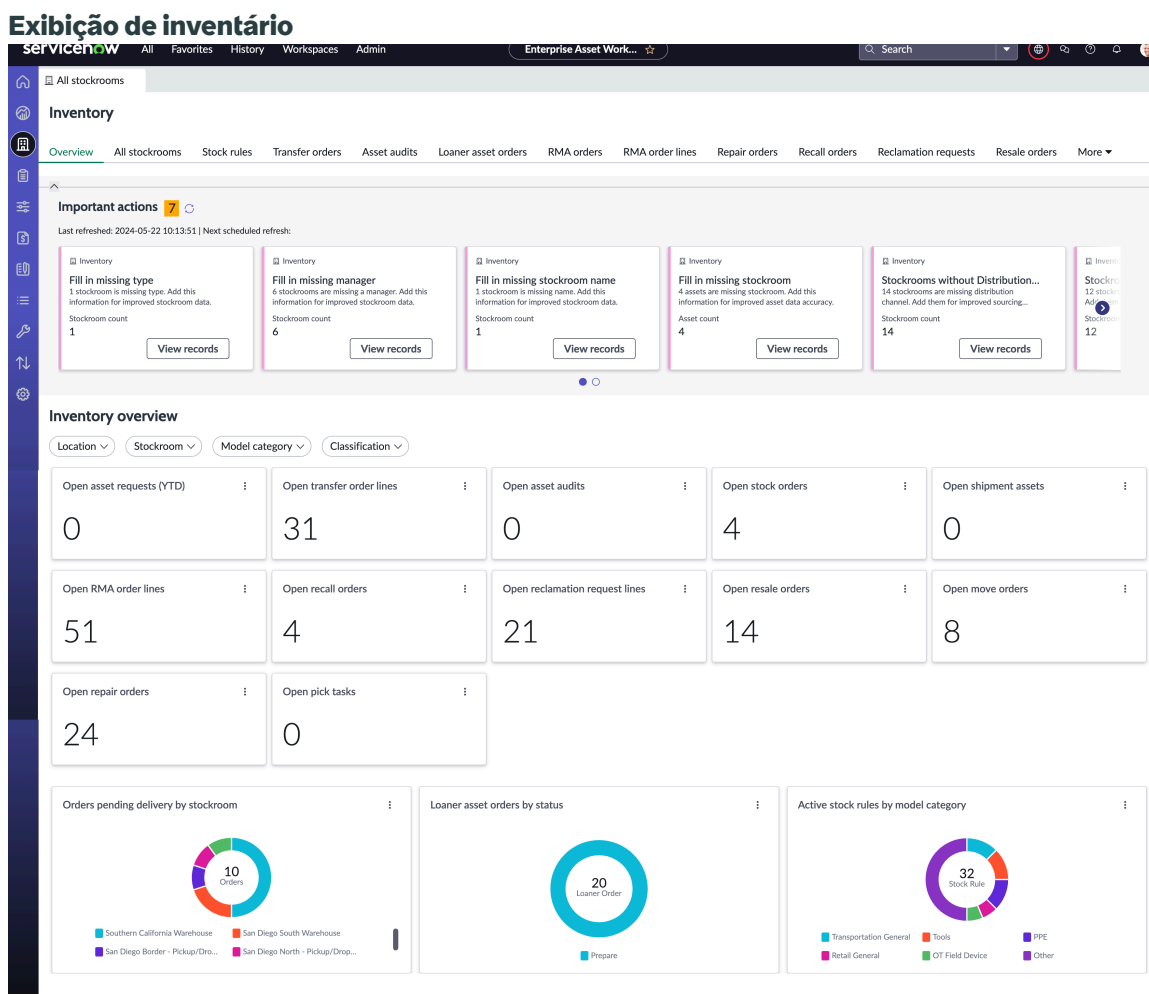 Exibição de inventário
servicenow All Favorites History Workspaces Admin Enterprise Asset Work... Search
All stockrooms
Inventory
Overview All stockrooms Stock rules Transfer orders Asset audits Loaner asset orders RMA orders RMA order lines Repair orders Recall orders Reclamation requests Resale orders More
Important actions 7
Last refreshed: 2024-05-22 10:13:51 | Next scheduled refresh:
Inventory
Fill in missing type
1 stockroom is missing type. Add this
information for improved stockroom data.
Stockroom count
1
View records
Inventory
Fill in missing manager
6 stockrooms are missing a manager. Add this
information for improved stockroom data.
Stockroom count
6
View records
Inventory
Fill in missing stockroom name
1 stockroom is missing name. Add this
information for improved stockroom data.
Stockroom count
1
View records
Inventory
Fill in missing stockroom
4 assets are missing stockroom. Add this
information for improved asset data accuracy.
Asset count
4
View records
Inventory
Stockrooms without Distribution...
14 stockrooms are missing distribution
channel. Add them for improved sourcing...
Stockroom count
14
View records
12
12
Inventory overview
Location Stockroom Model category Classification
Open asset requests (YTD)
0
Open transfer order lines
31
Open asset audits
0
Open stock orders
4
Open shipment assets
0
Open RMA order lines
51
Open recall orders
4
Open reclamation request lines
21
Open resale orders
14
Open move orders
8
Open repair orders
24
Open pick tasks
0
Orders pending delivery by stockroom
10
Orders
Southern California Warehouse San Diego South Warehouse
San Diego Border - Pickup/Dro... San Diego North - Pickup/Drop...
Loaner asset orders by status
20
Loaner Order
Prepare
Active stock rules by model category
32
Stock Rule
Transportation General Tools PPE
Retail General OT Field Device Other